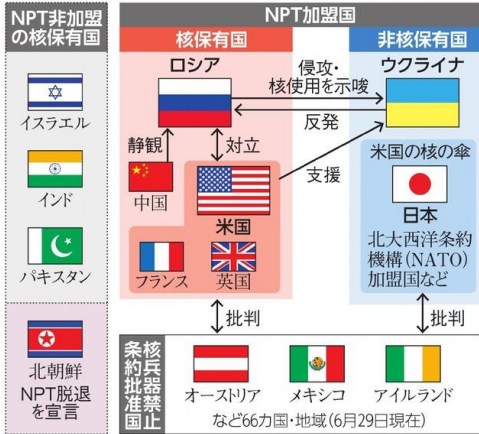 NPT非加盟
の核保有国
イスラエル
インド
パキスタン
北朝鮮
NPT脱退
を宣言
NPT加盟国
核保有国
非核保有国
ロシア
ウクライナ
侵攻・
核使用を示唆
反発
静観
対立
支援
中国
米国
フランス
英国
米国の核の傘
日本
北大西洋条約
機構(NATO)
加盟国など
批判
批判
核兵器禁止
条約批准国
オーストリア
メキシコ
アイルランド
など66カ国・地域(6月29日現在)